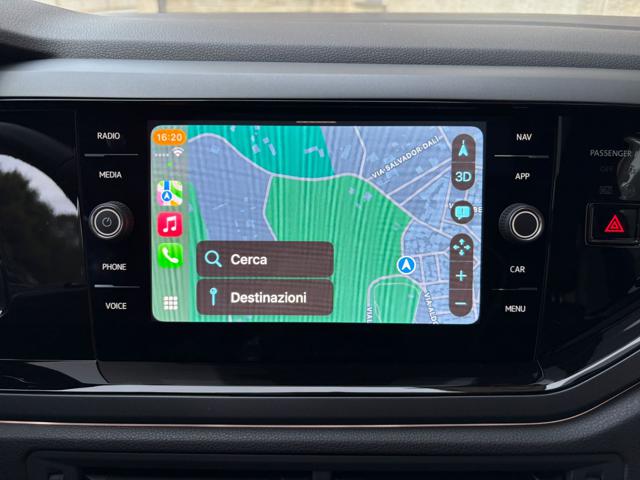 RADIO
MEDIA
PHONE
VOICE
16:20
VIA SALVADOR DALÍ
3D
Cerca
Destinazioni
NAV
APP
CAR
MENU
PASSENGER